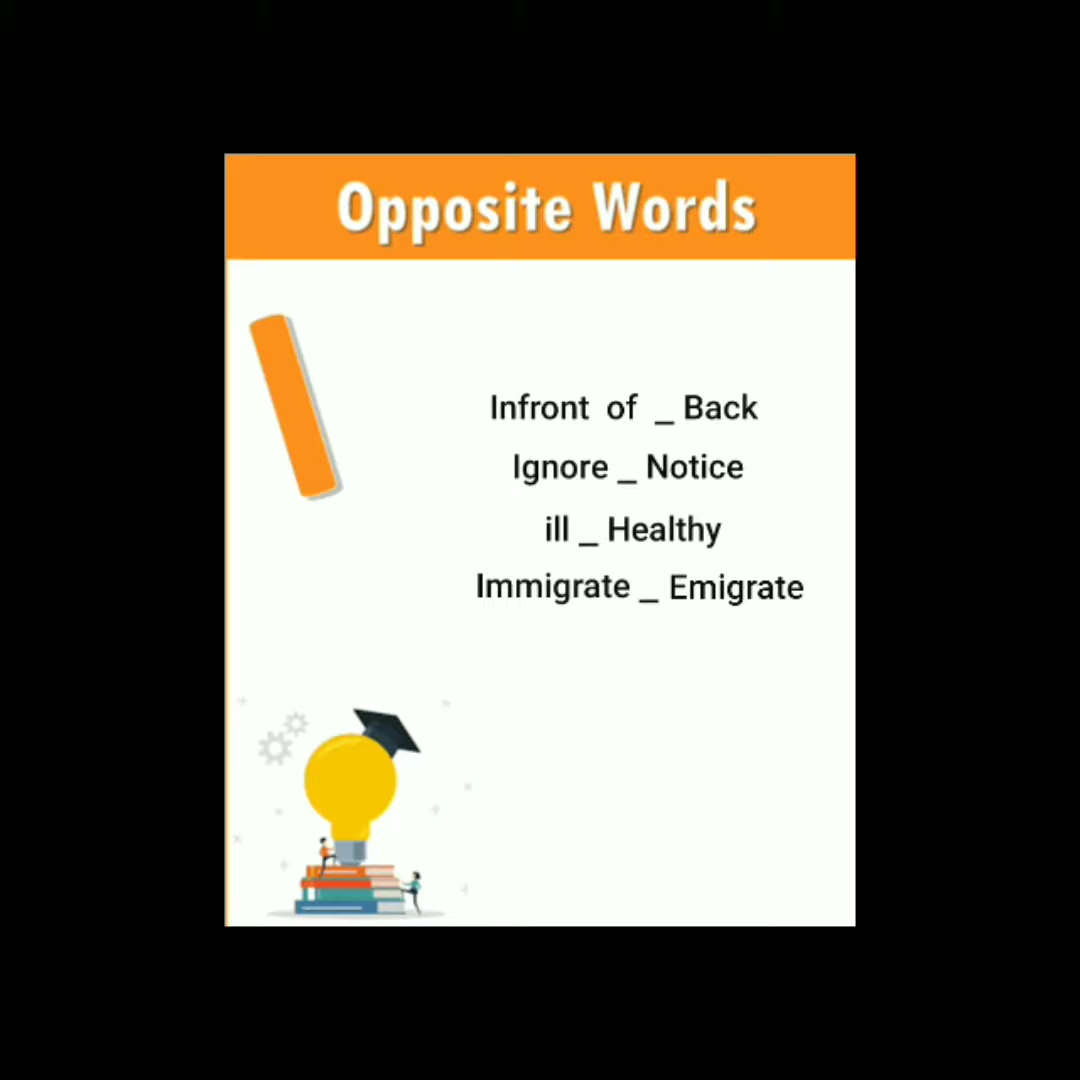 Opposite Words
Infront of _ Back
Ignore _ Notice
ill _ Healthy
Immigrate _ Emigrate